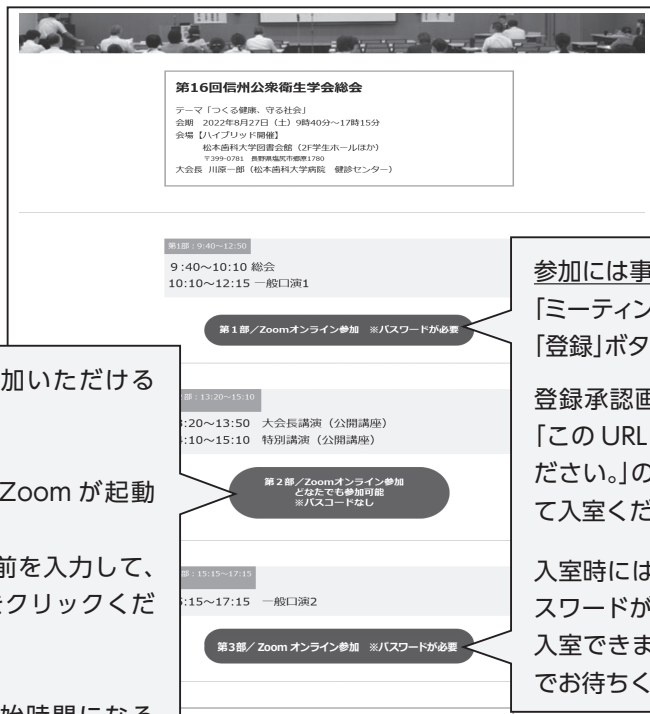 第16回信州公衆衛生学会総会
テーマ「つくる健康、守る社会」
会期　2022年8月27日（土）9時40分～17時15分
会場【ハイブリッド開催】
松本歯科大学図書会館（2F学生ホールほか）
〒399-0781　長野県塩尻市郷原1780
大会長 川原一郎（松本歯科大学病院　健診センター）
第1部：9:40～12:50
9:40～10:10 総会
10:10～12:15 一般口演1
第１部／Zoomオンライン参加　※パスワードが必要
部：13:20～15:10
:20～13:50　大会長講演（公開講座）
:10～15:10　特別講演（公開講座）
第２部／Zoomオンライン参加
どなたでも参加可能
※パスコードなし
部：15:15～17:15
:15～17:15　一般口演2
第3部／Zoom オンライン参加　※パスワードが必要
加いただける
Zoom が起動
前を入力して、
をクリックくだ
始時間になる
参加には事
「ミーティン
「登録」ボタ
登録承認画
「この URL
ださい。」の
て入室くだ
入室時には
スワードが
入室できま
でお待ちく